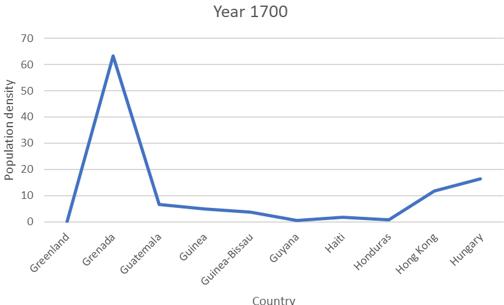 Year 1700
Population density
70
60
50
40
30
20
10
0
Greenland
Grenada
Guatemala
Guinea
Guinea-Bissau
Guyana
Haiti
Honduras
Hong Kong
Hungary
Country